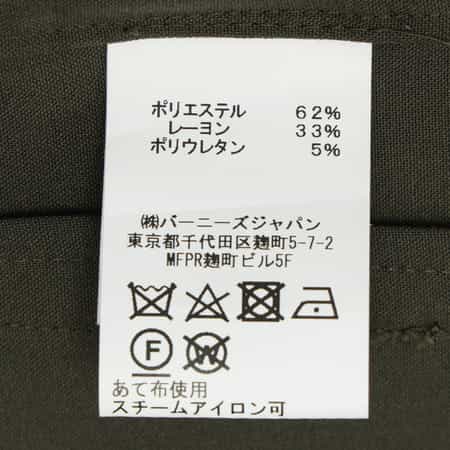 ポリエステル 62%
レーヨン 33%
ポリウレタン 5%
㈱バーニーズジャパン
東京都千代田区麹町5-7-2
MFPR麹町ビル5F
F W
あて布使用
スチームアイロン可